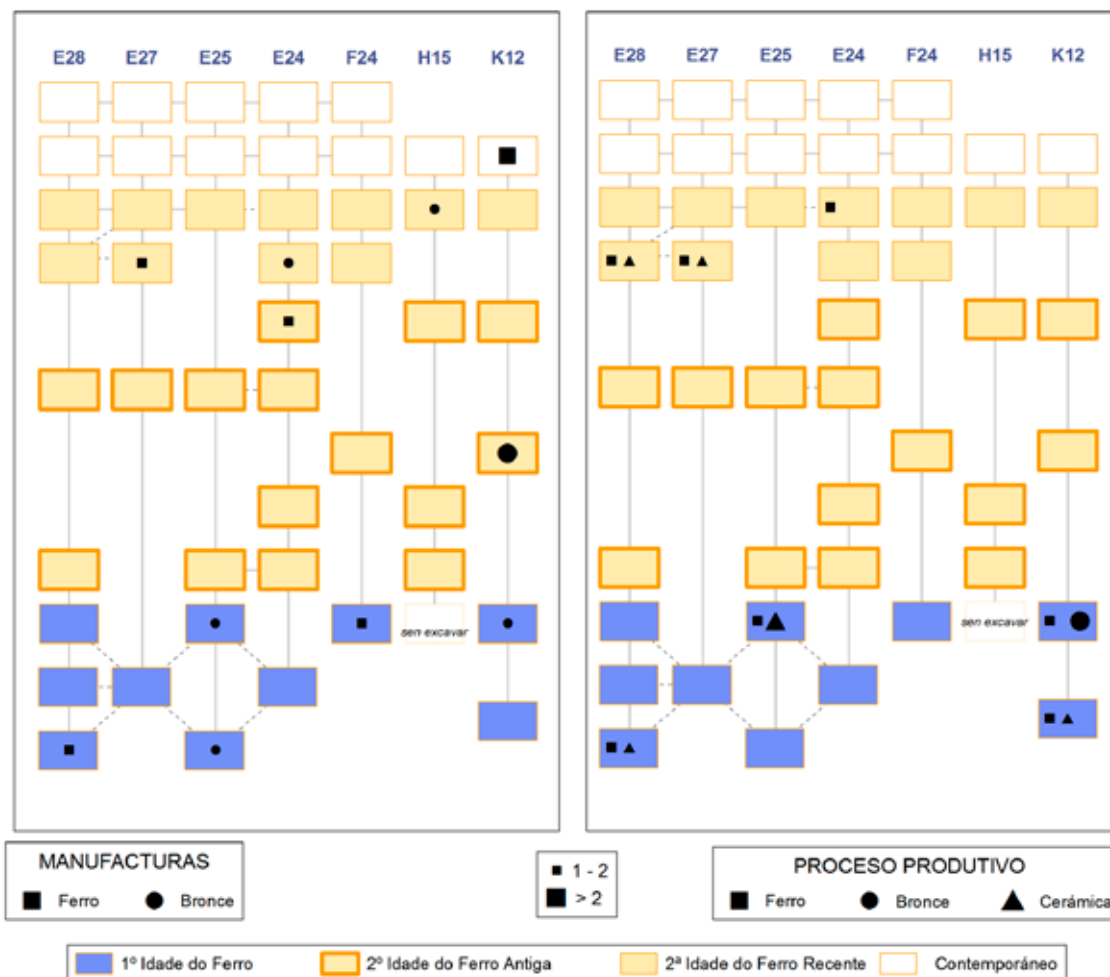 E28 E27 E25 E24 F24 H15 K12
sen excavar
E28 E27 E25 E24 F24 H15 K12
sen excavar
MANUFACTURAS
Ferro Bronce
1 - 2
> 2
PROCESO PRODUTIVO
Ferro Bronce Cerámica
1º Idade do Ferro 2º Idade do Ferro Antiga 2ª Idade do Ferro Recente Contemporáneo